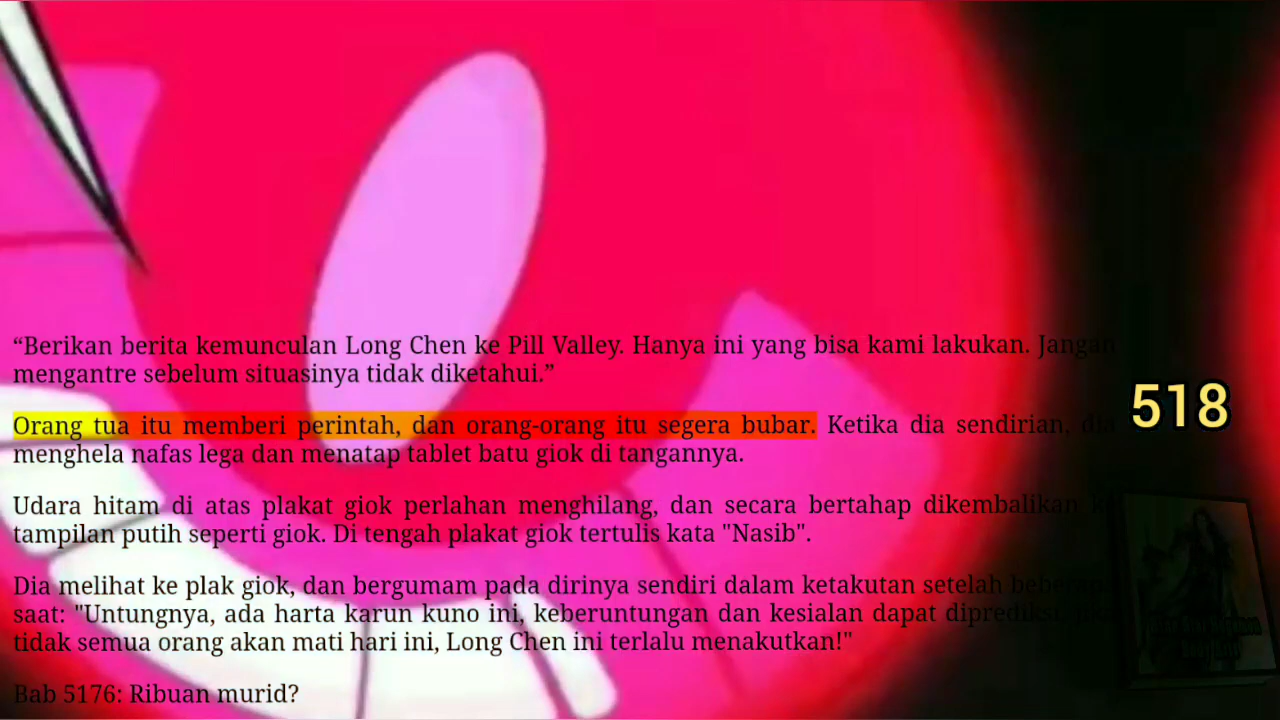 “Berikan berita kemunculan Long Chen ke Pill Valley. Hanya ini yang bisa kami lakukan. Jangan
mengantre sebelum situasinya tidak diketahui.”
Orang tua itu memberi perintah, dan orang-orang itu segera bubar. Ketika dia sendirian, dia
menghela nafas lega dan menatap tablet batu giok di tangannya.
Udara hitam di atas plakat giok perlahan menghilang, dan secara bertahap dikembalikan ke
tampilan putih seperti giok. Di tengah plakat giok tertulis kata "Nasib".
Dia melihat ke plak giok, dan bergumam pada dirinya sendiri dalam ketakutan setelah beberapa
saat: "Untungnya, ada harta karun kuno ini, keberuntungan dan kesialan dapat diprediksi,
tidak semua orang akan mati hari ini, Long Chen ini terlalu menakutkan!"
Bab 5176: Ribuan murid?
518